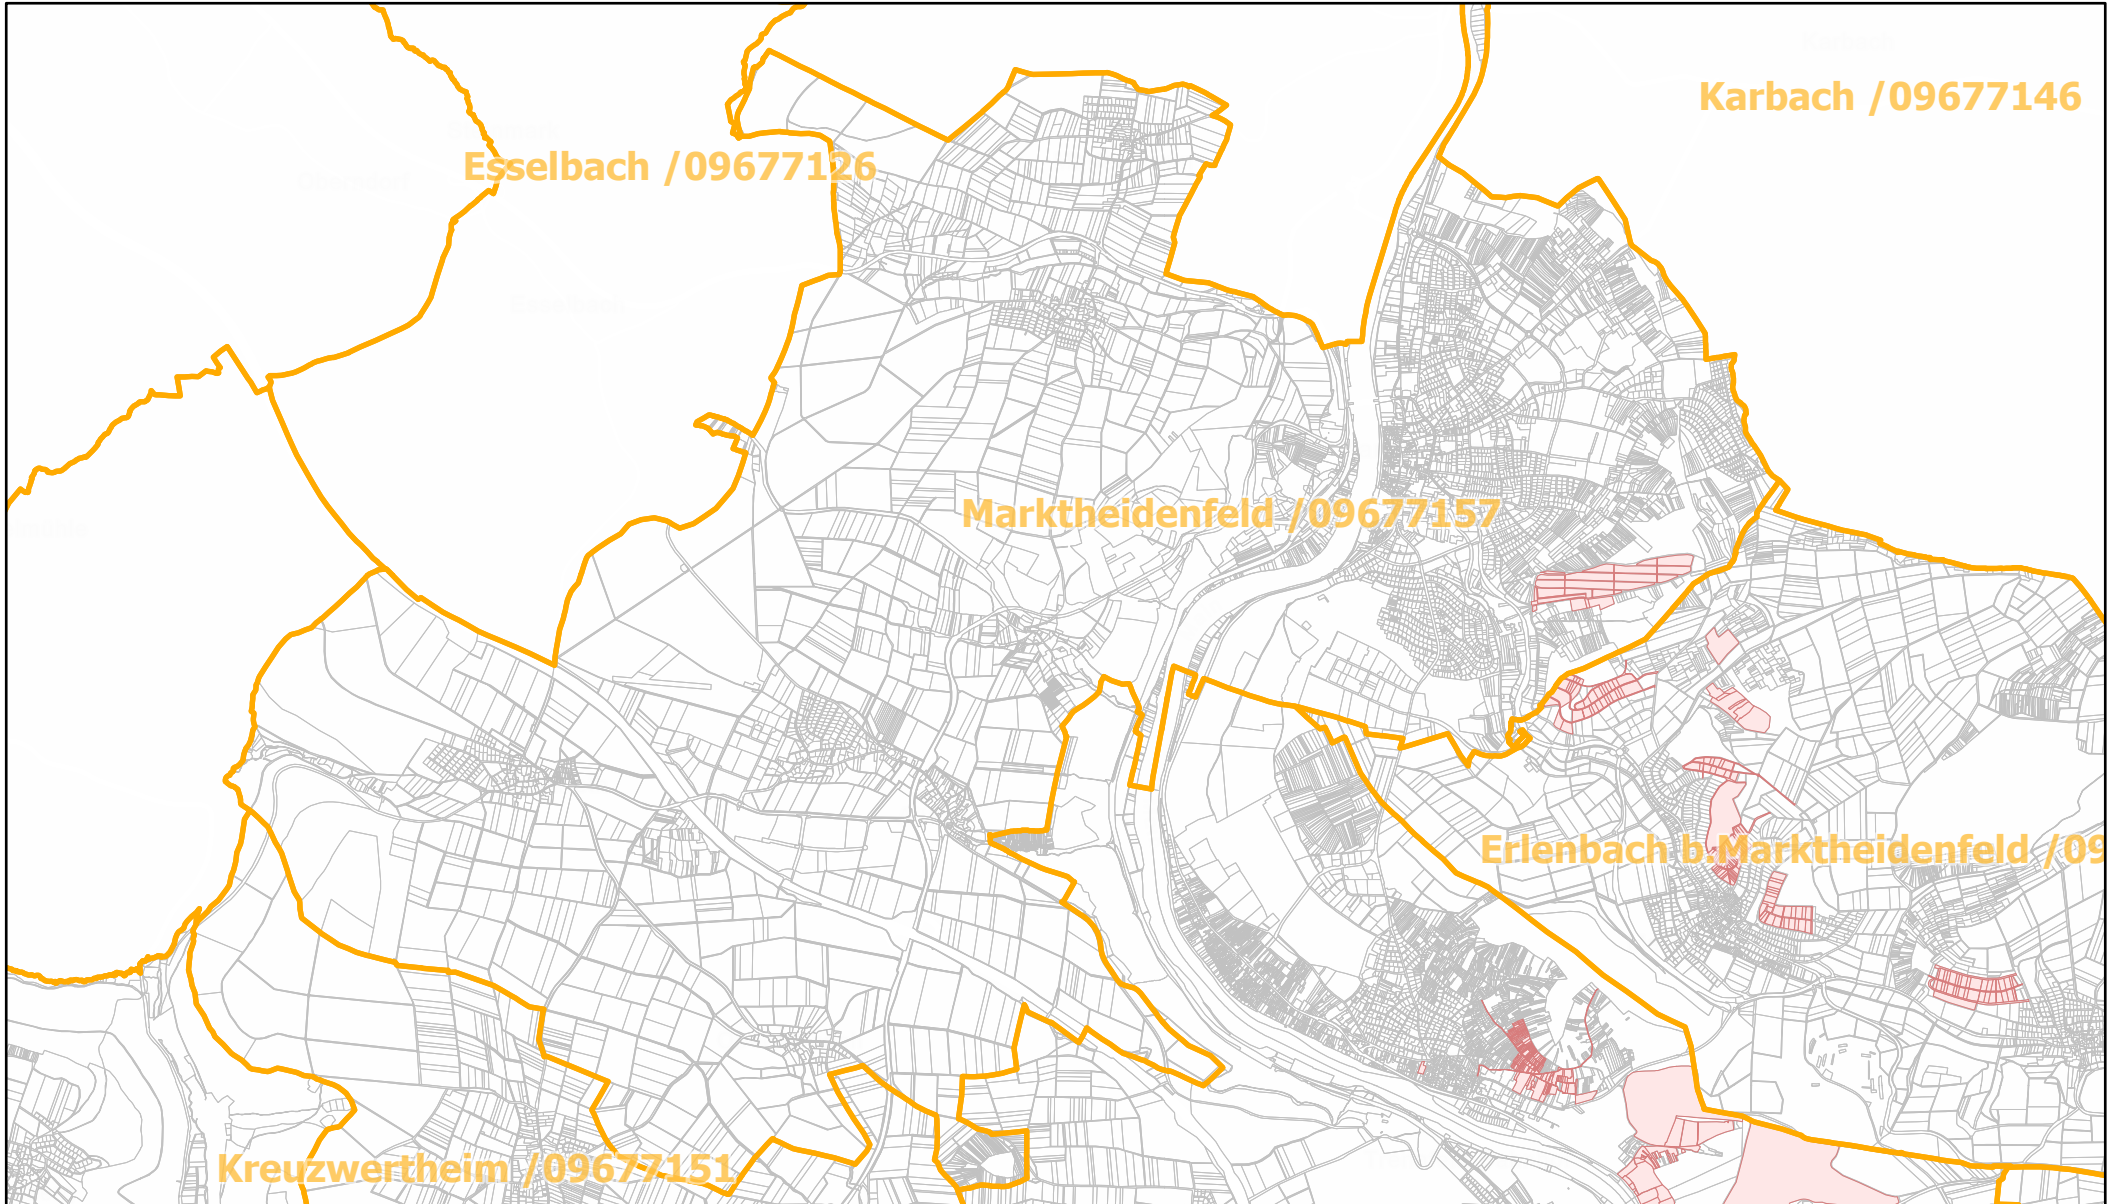 Karbach /09677146
Esselbach /09677126
Marktheidenfeld /09677157
Erlenbach b.Marktheidenfeld /09
Kreuzwertheim /09677151